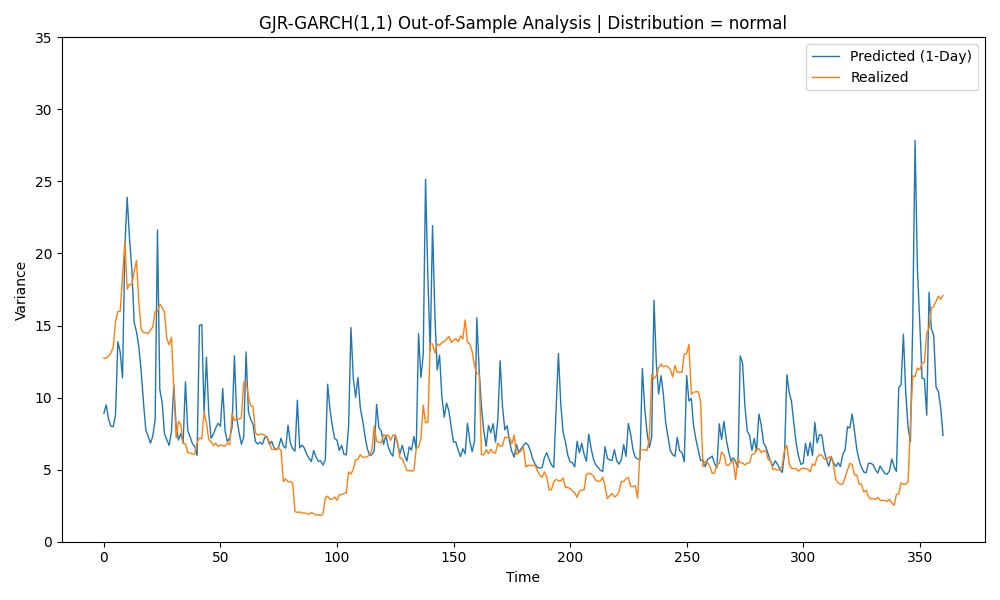 GJR-GARCH(1,1) Out-of-Sample Analysis | Distribution = normal
Predicted (1-Day)
Realized
Variance
35
30
25
20
15
10
5
0
0 50 100 150 200 250 300 350
Time